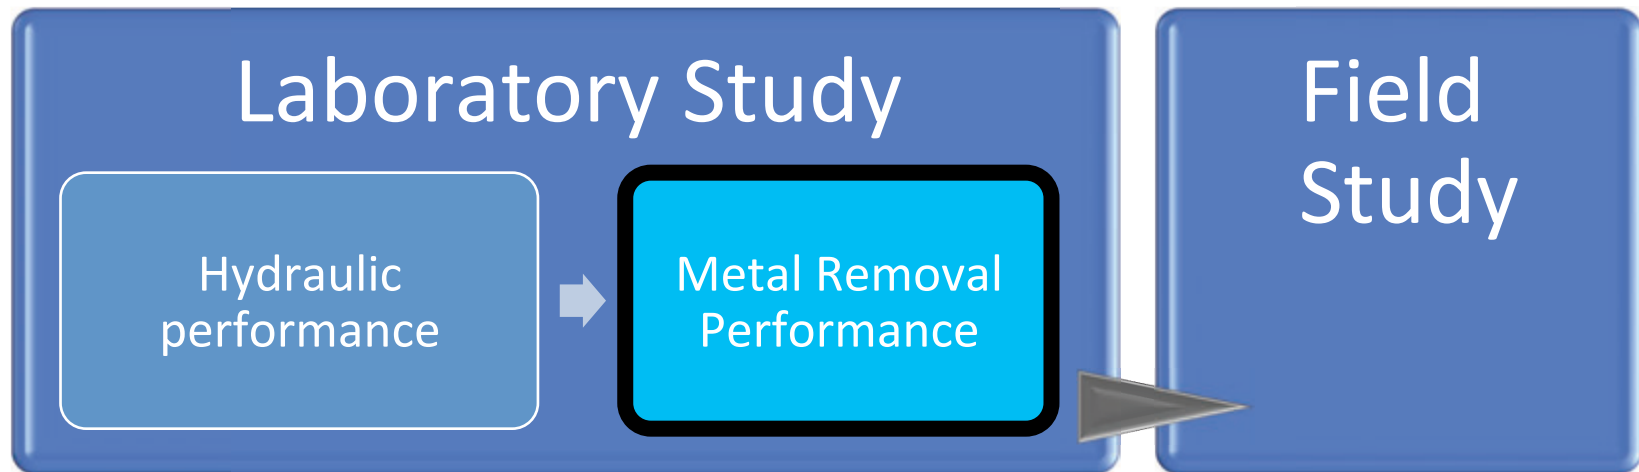 Laboratory Study
Hydraulic
performance
Metal Removal
Performance
Field
Study